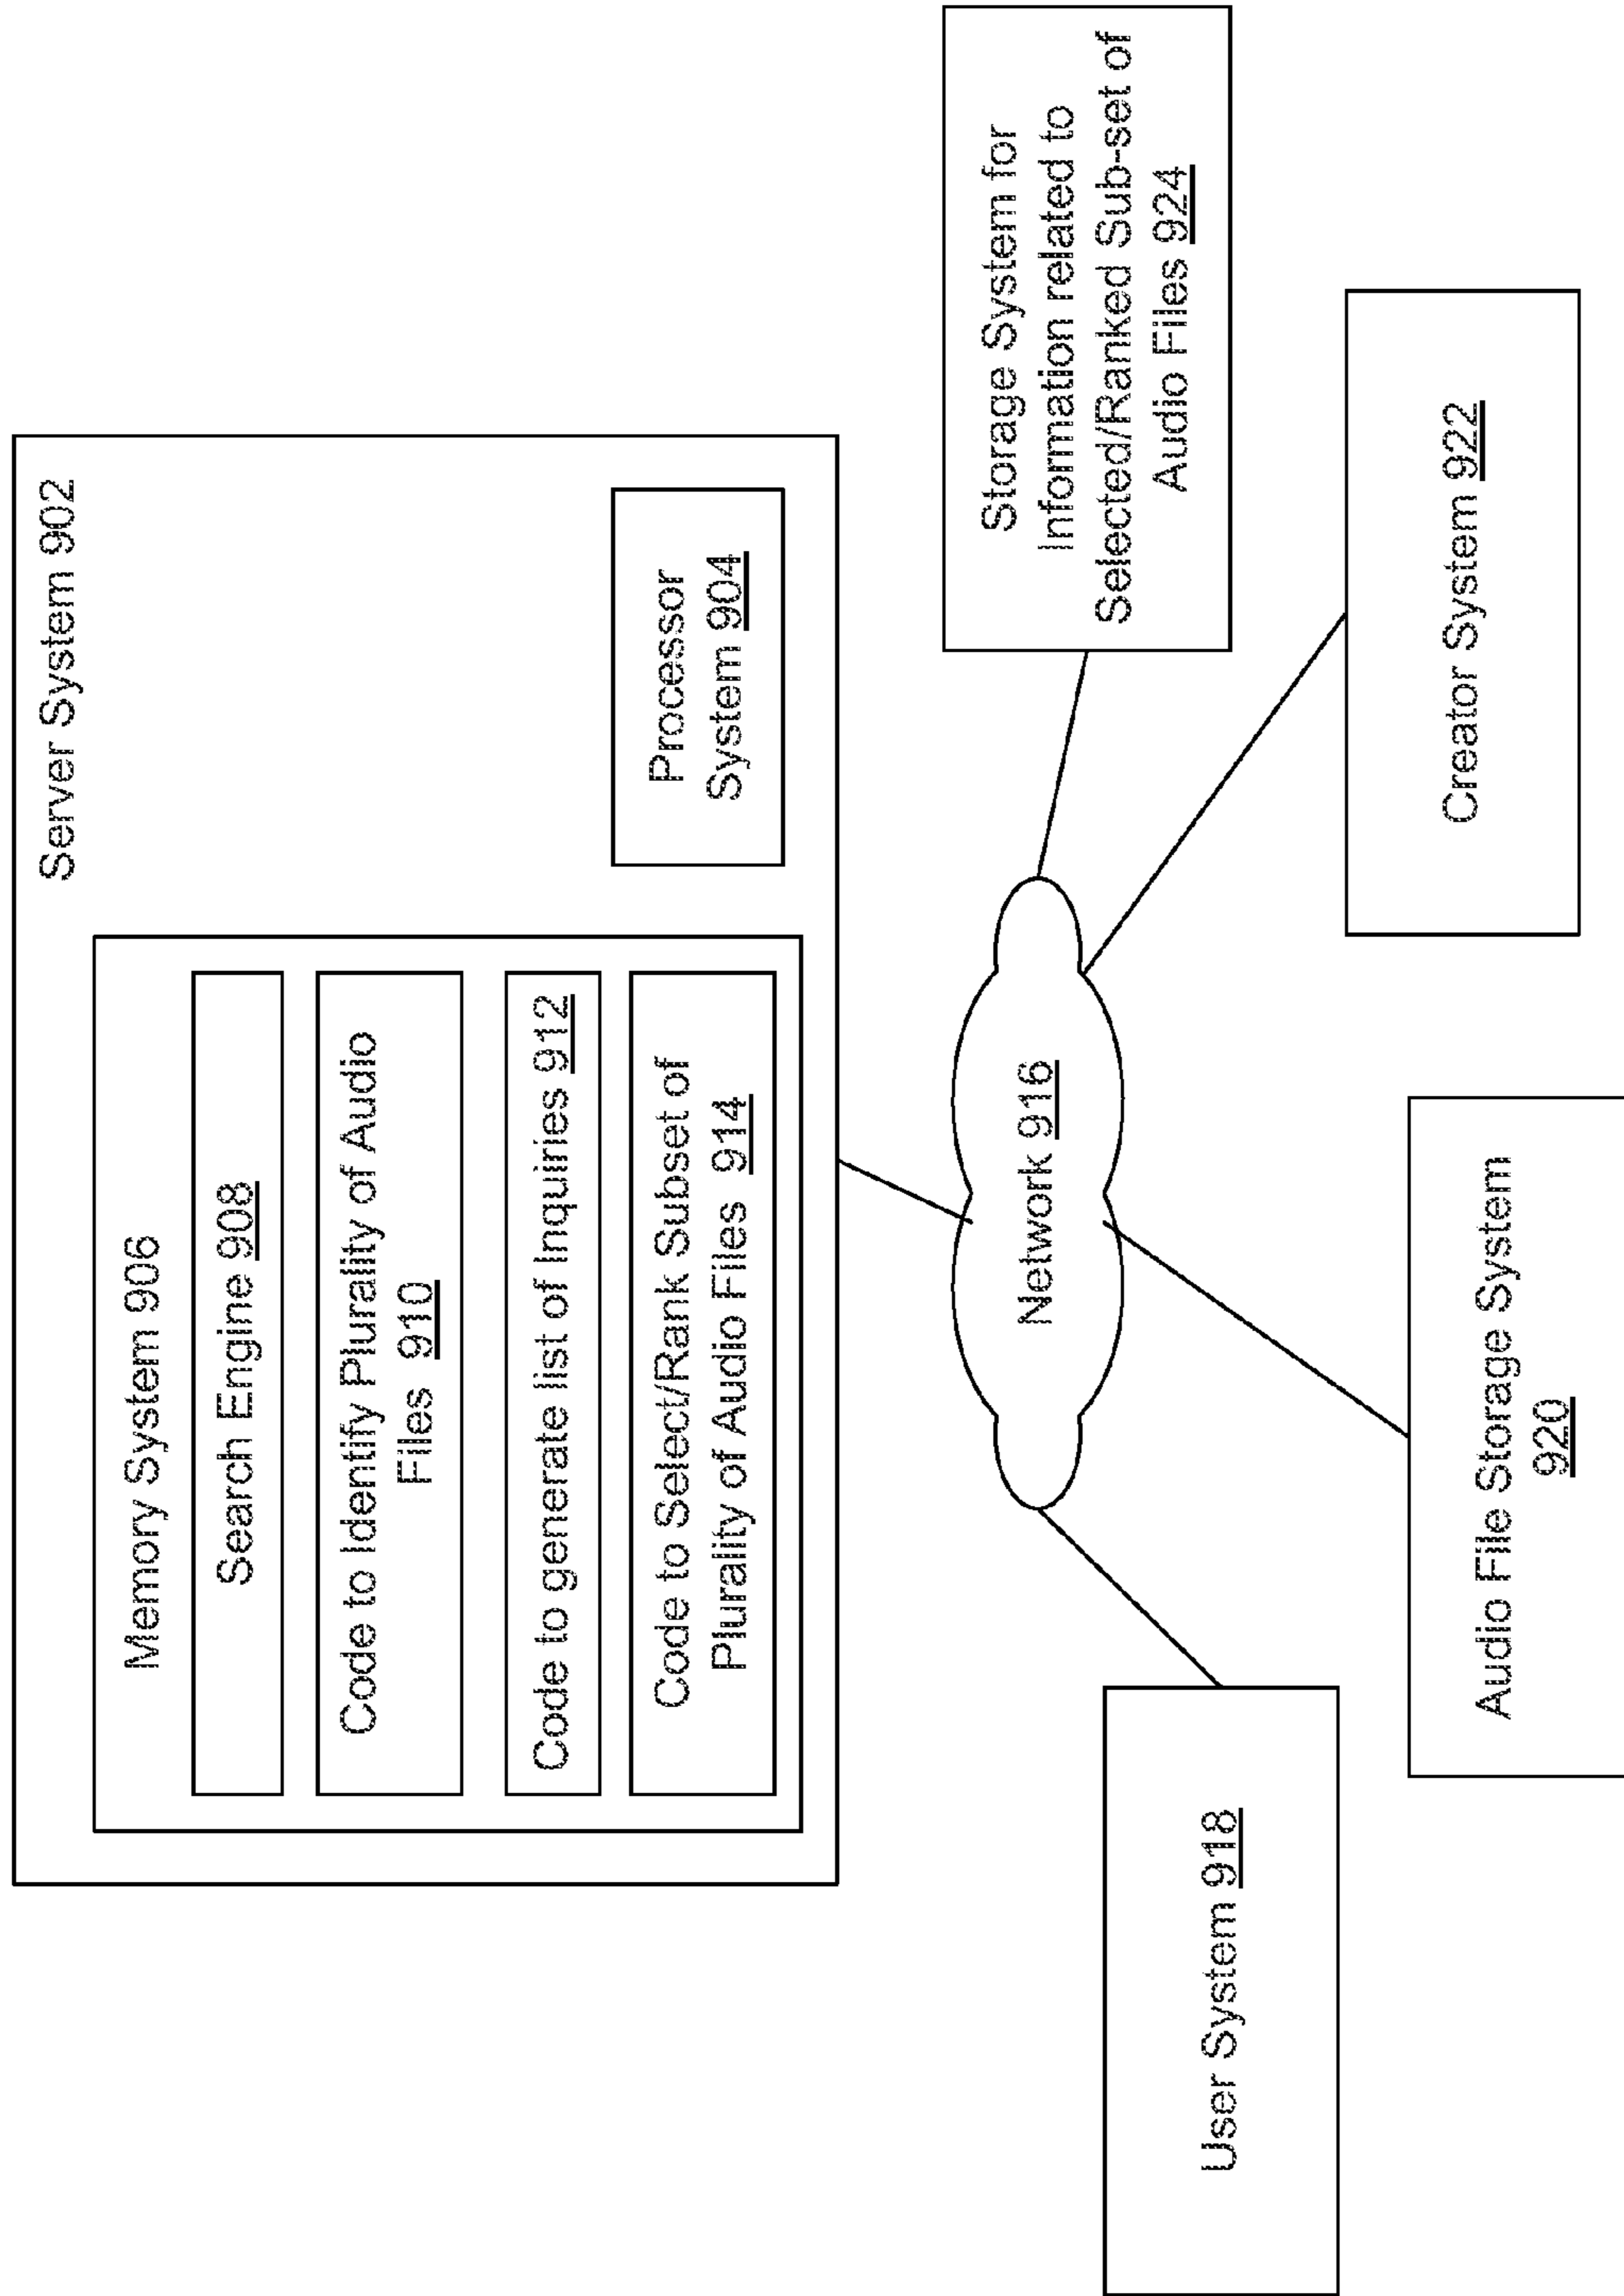 Server System 902
Memory System 906
Search Engine 908
Code to Identify Plurality of Audio
Files 910
Code to generate list of Inquiries 912
Code to Select/Rank Subset of
Plurality of Audio Files 914
Processor
System 904
Network 916
User System 918
Audio File Storage System
920
Creator System 922
Storage System for
Information related to
Selected/Ranked Sub-set of
Audio Files 924